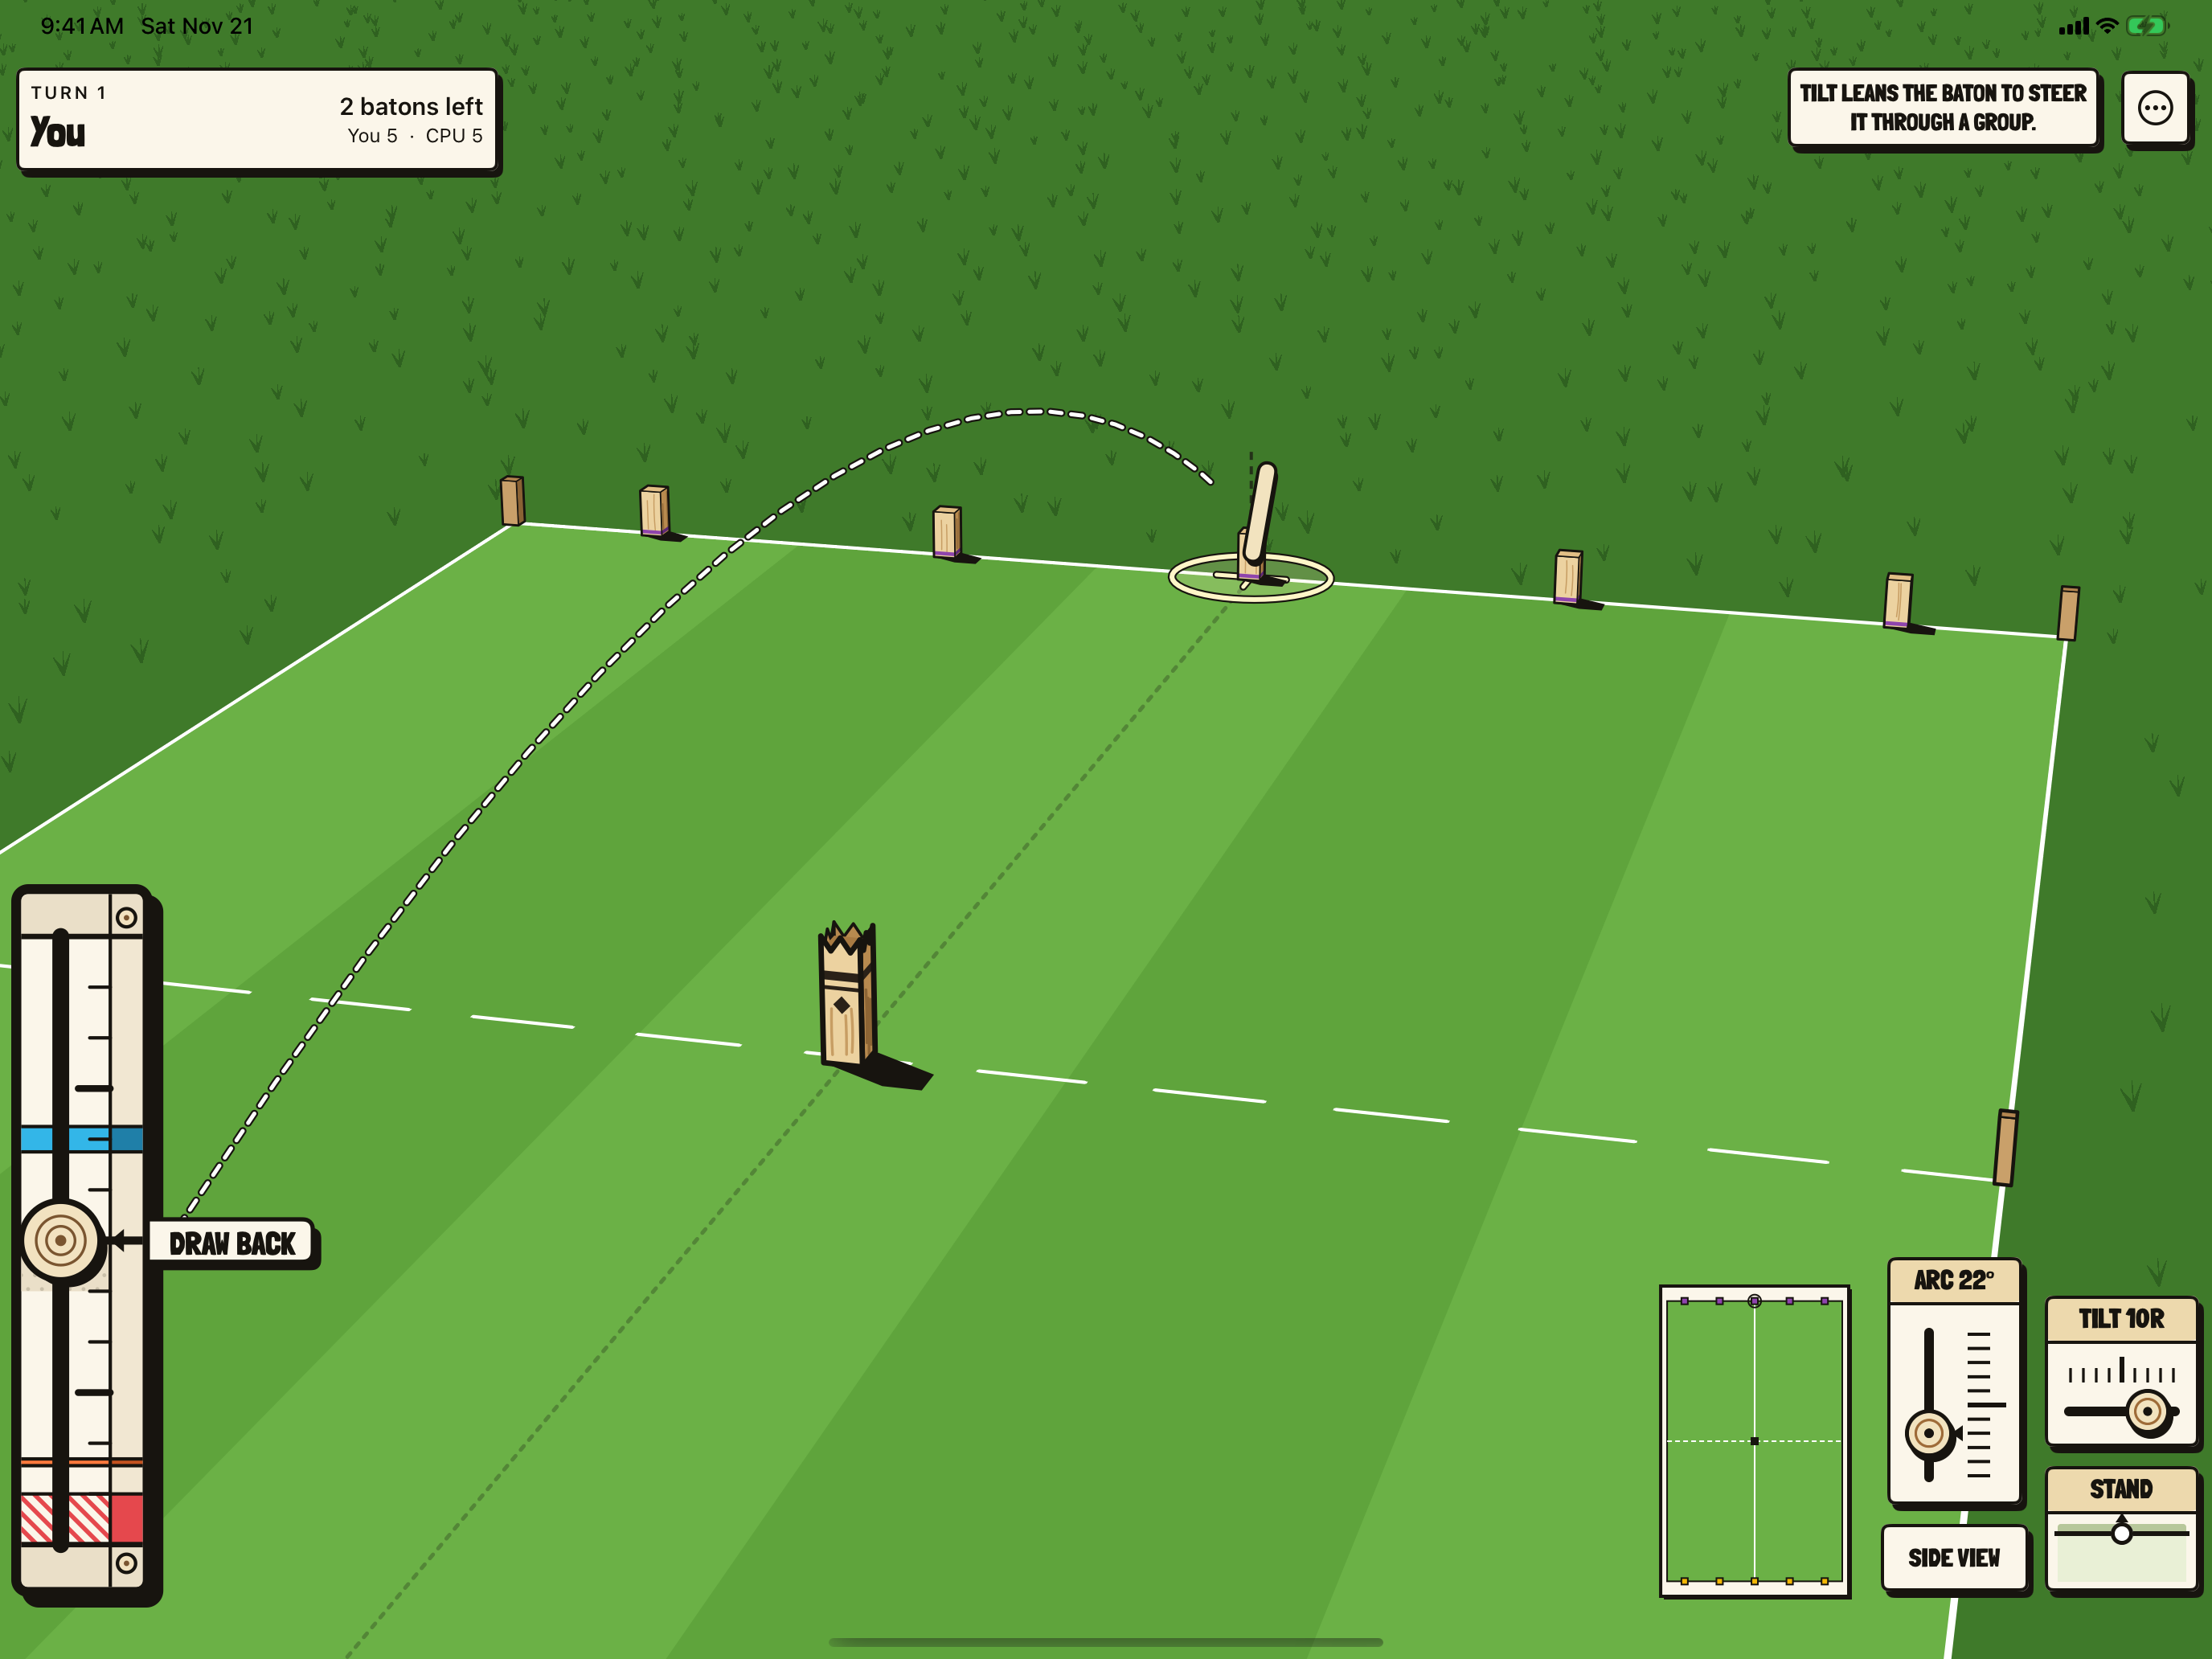 9:41 AM Sat Nov 21
TURN 1
You
2 batons left
You 5 · CPU 5
TILT LEANS THE BATON TO STEER
IT THROUGH A GROUP.
DRAW BACK
ARC 22°
TILT 10R
STAND
SIDE VIEW